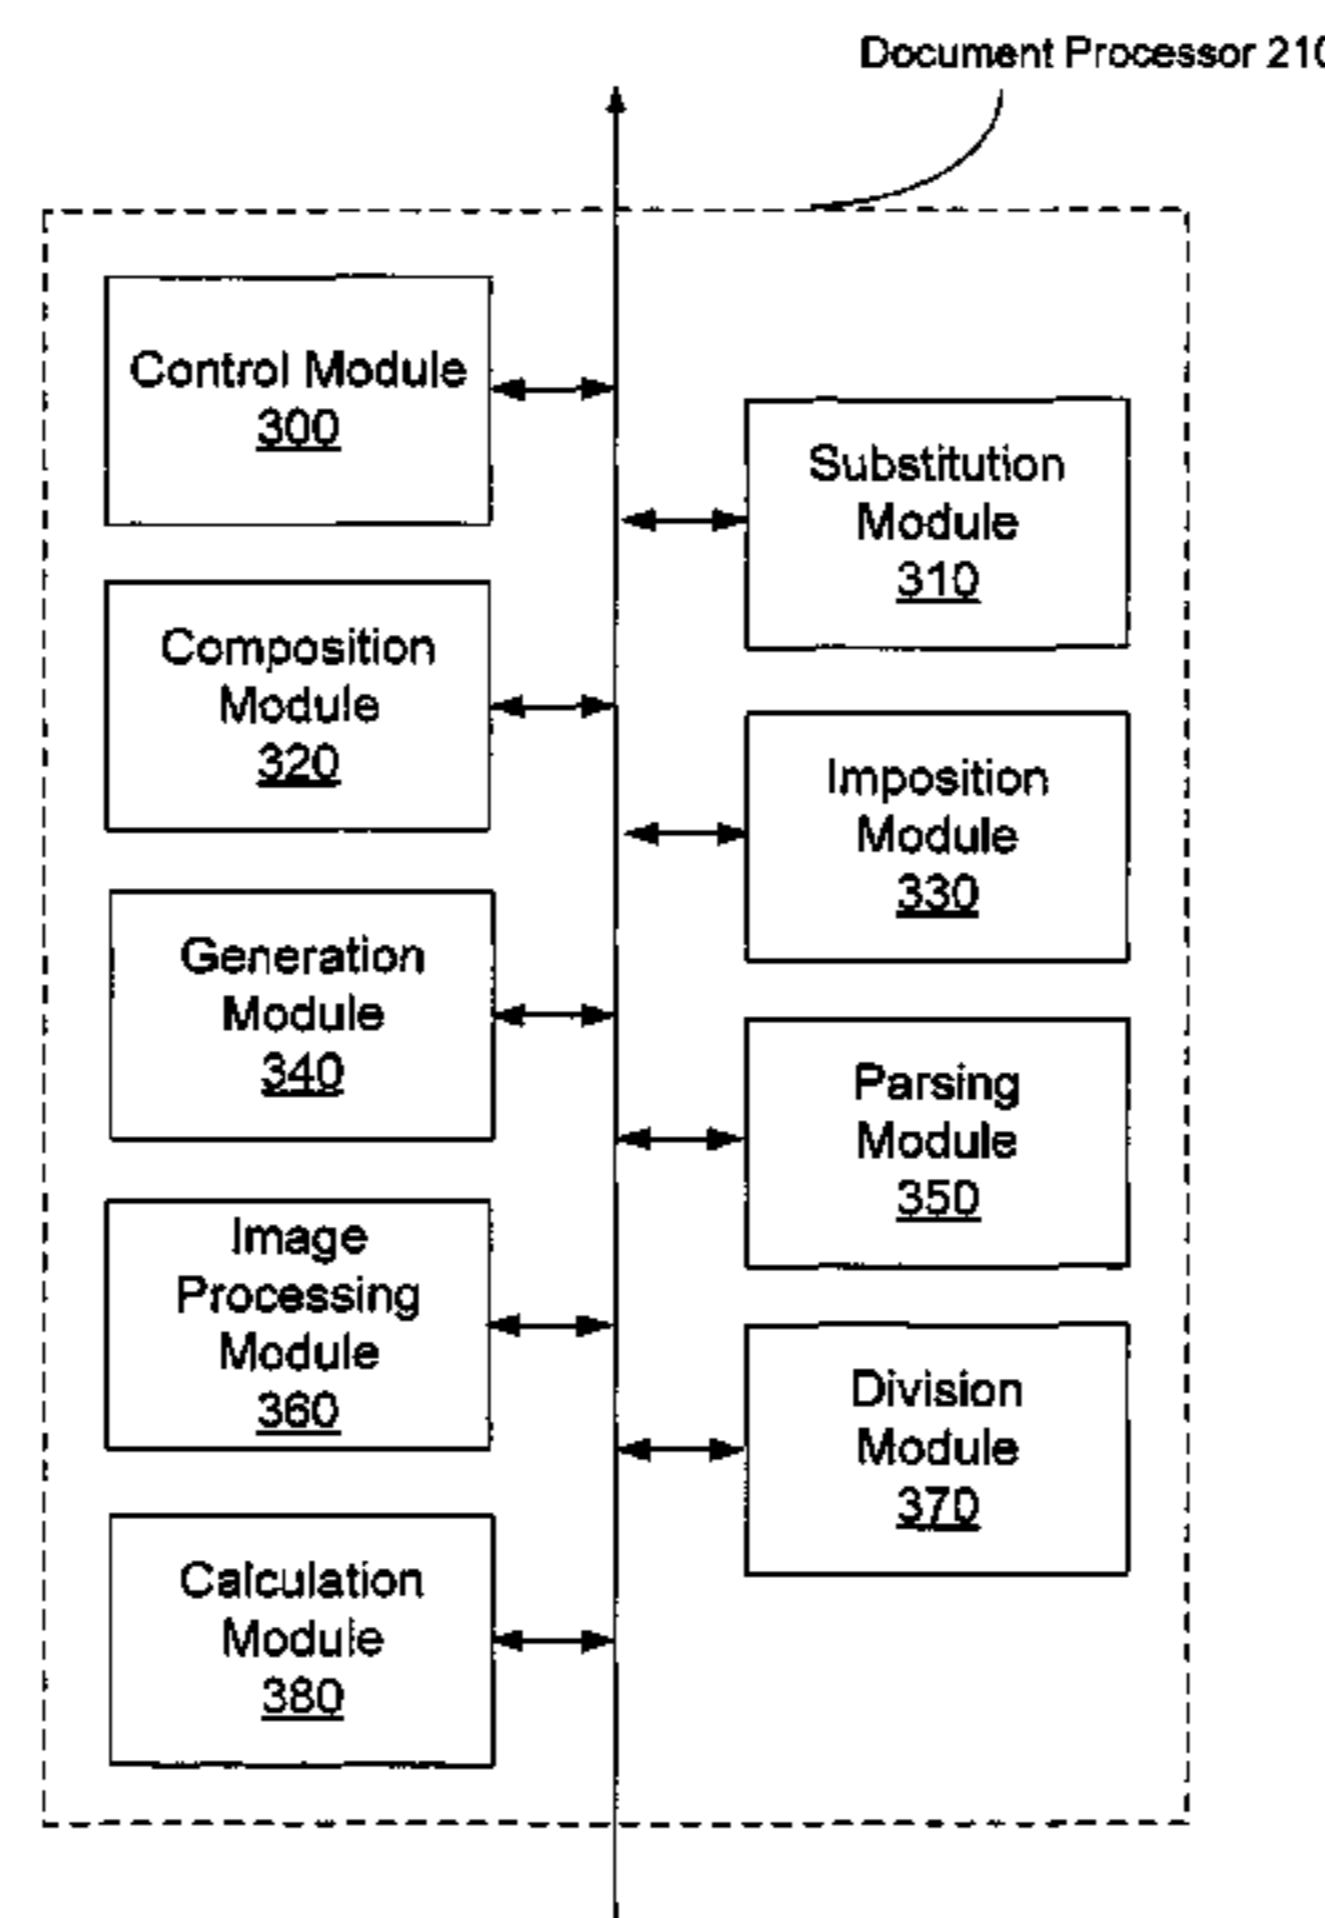 Document Processor 210
Control Module
300
Substitution
Module
310
Composition
Module
320
Imposition
Module
330
Generation
Module
340
Parsing
Module
350
Image
Processing
Module
360
Division
Module
370
Calculation
Module
380